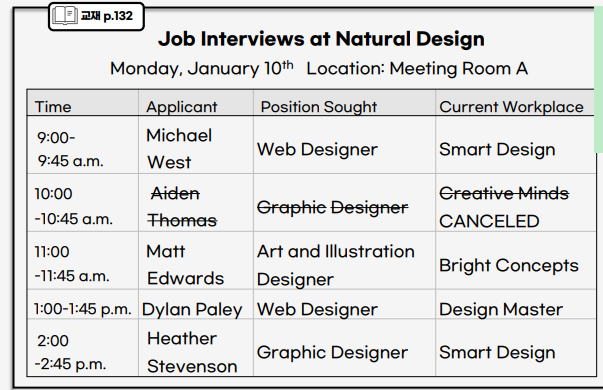 교재 p.132
Job Interviews at Natural Design
Monday, January 10th Location: Meeting Room A
Time Applicant Position Sought Current Workplace
9:00-
9:45 a.m.
Michael
West
Web Designer
Smart Design
10:00
-10:45 a.m.
Aiden
Thomas
Graphic Designer
Creative Minds
CANCELED
11:00
-11:45 a.m.
Matt
Edwards
Art and Illustration
Designer
Bright Concepts
1:00-1:45 p.m. Dylan Paley Web Designer Design Master
2:00
-2:45 p.m.
Heather
Stevenson
Graphic Designer
Smart Design